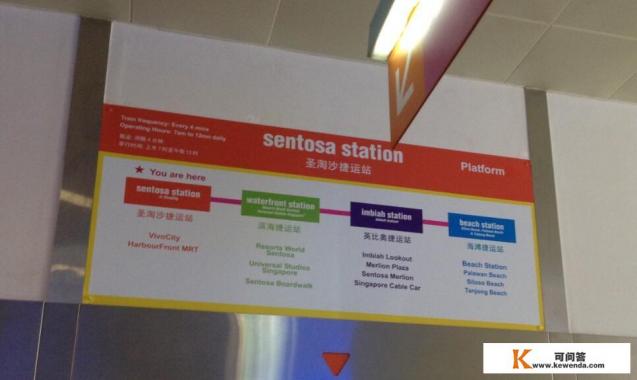 Train frequency: Every 4 mins
Operating Hours: 7am to 12mn daily
sentosa station
圣淘沙捷运站
Platform
★ You are here
sentosa station
圣淘沙捷运站
VivoCity
HarbourFront MRT
waterfront station
滨海捷运站
Resorts World
Sentosa
Universal Studios
Singapore
Sentosa Boardwalk
imbiah station
英比奥捷运站
Imbiah Lookout
Merlion Plaza
Sentosa Merlion
Singapore Cable Car
beach station
海滩捷运站
Beach Station
Palawan Beach
Siloso Beach
Tanjong Beach
K 可问答
www.kewenda.com